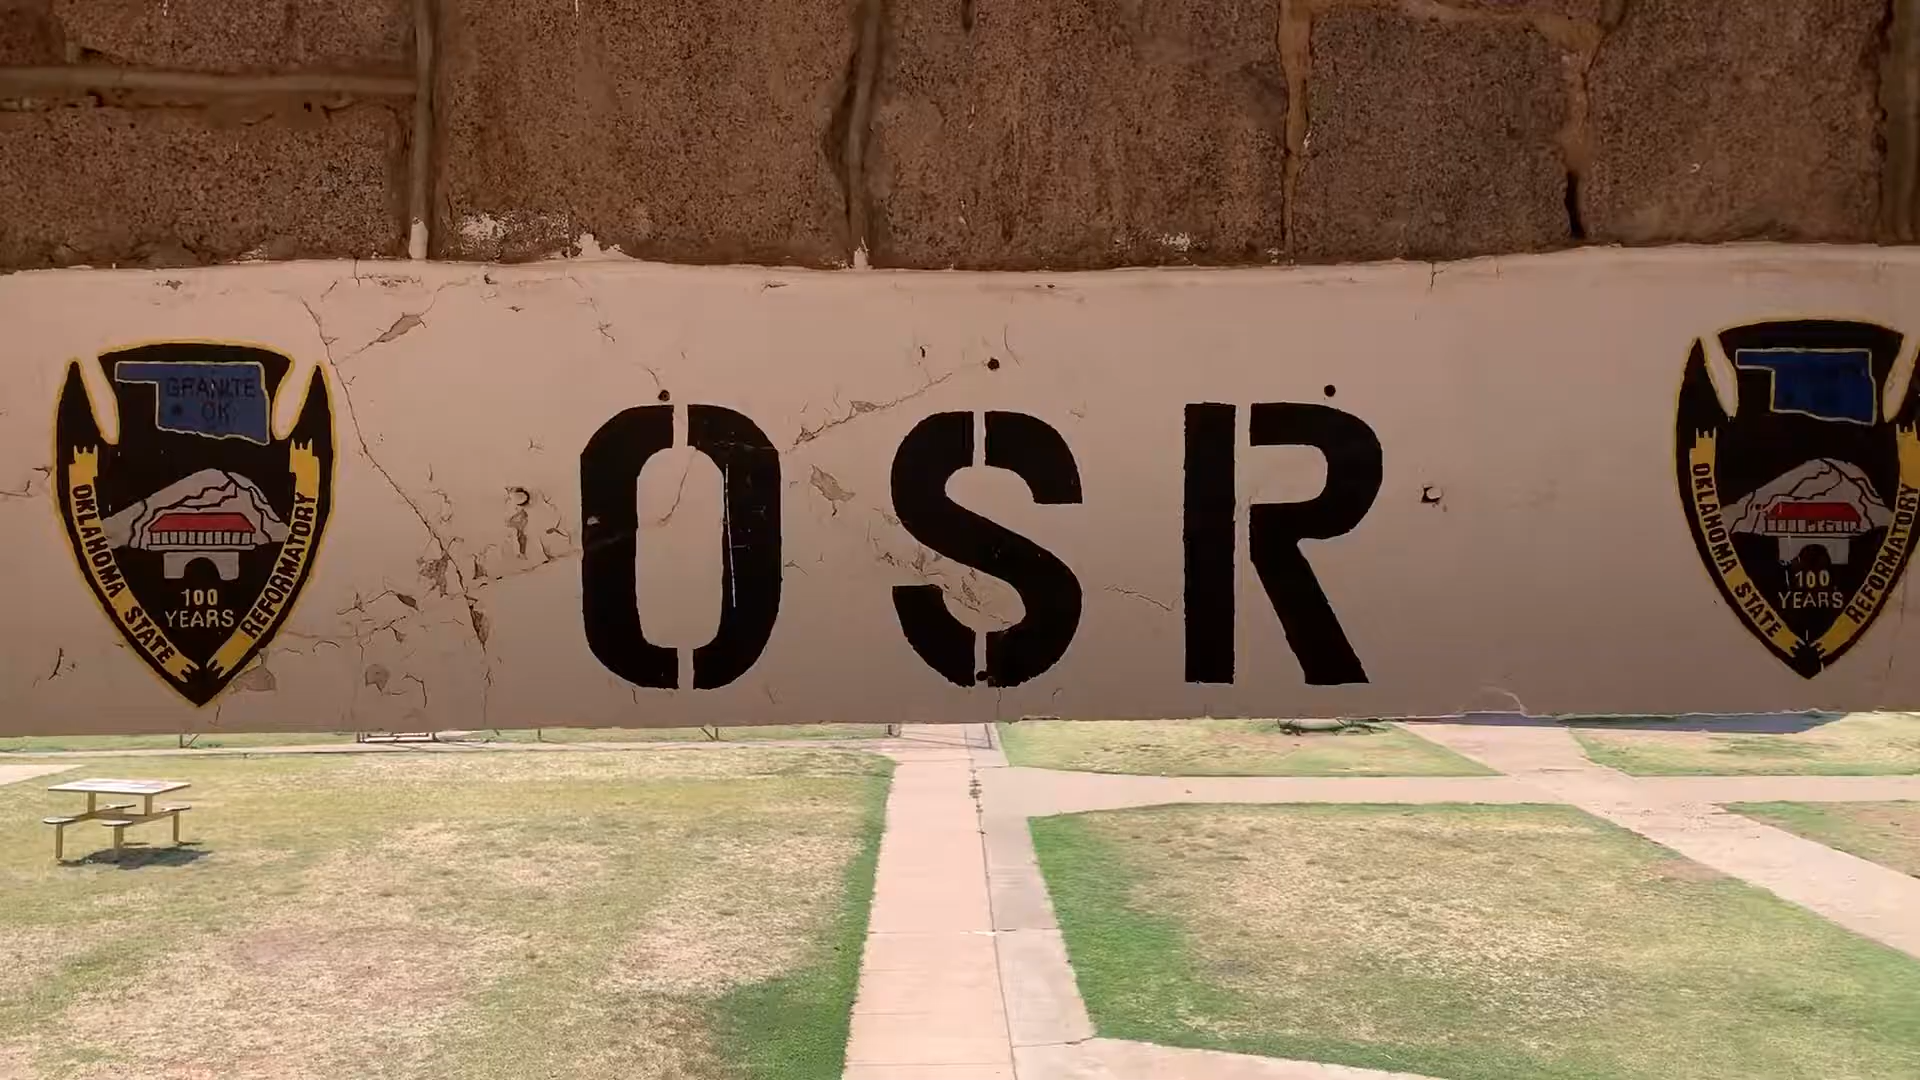 GRANITE
OK
OKLAHOMA STATE REFORMATORY
100
YEARS
OSR
OKLAHOMA STATE REFORMATORY
100
YEARS